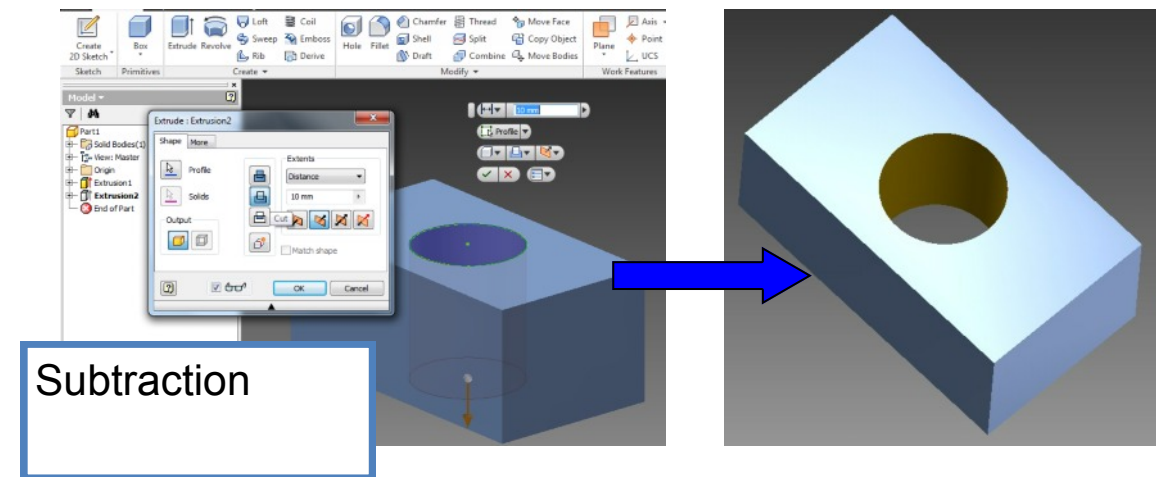 Loft Coil Chamfer Thread Move Face Axis
Sweep Emboss Shell Split Copy Object Point
Create 2D Sketch Box Extrude Revolve Rib Derive Hole Fillet Draft Combine Move Bodies Plane UCS
Sketch Primitives Create Modify Work Features
Model
Part1
Solid Bodies(1)
View: Master
Origin
Extrusion1
Extrusion2
End of Part
Extrude : Extrusion2
Shape More
Profile
Solids
Output
Extents
Distance
10 mm
Cut
Match shape
OK Cancel
10 mm
Profile
Subtraction